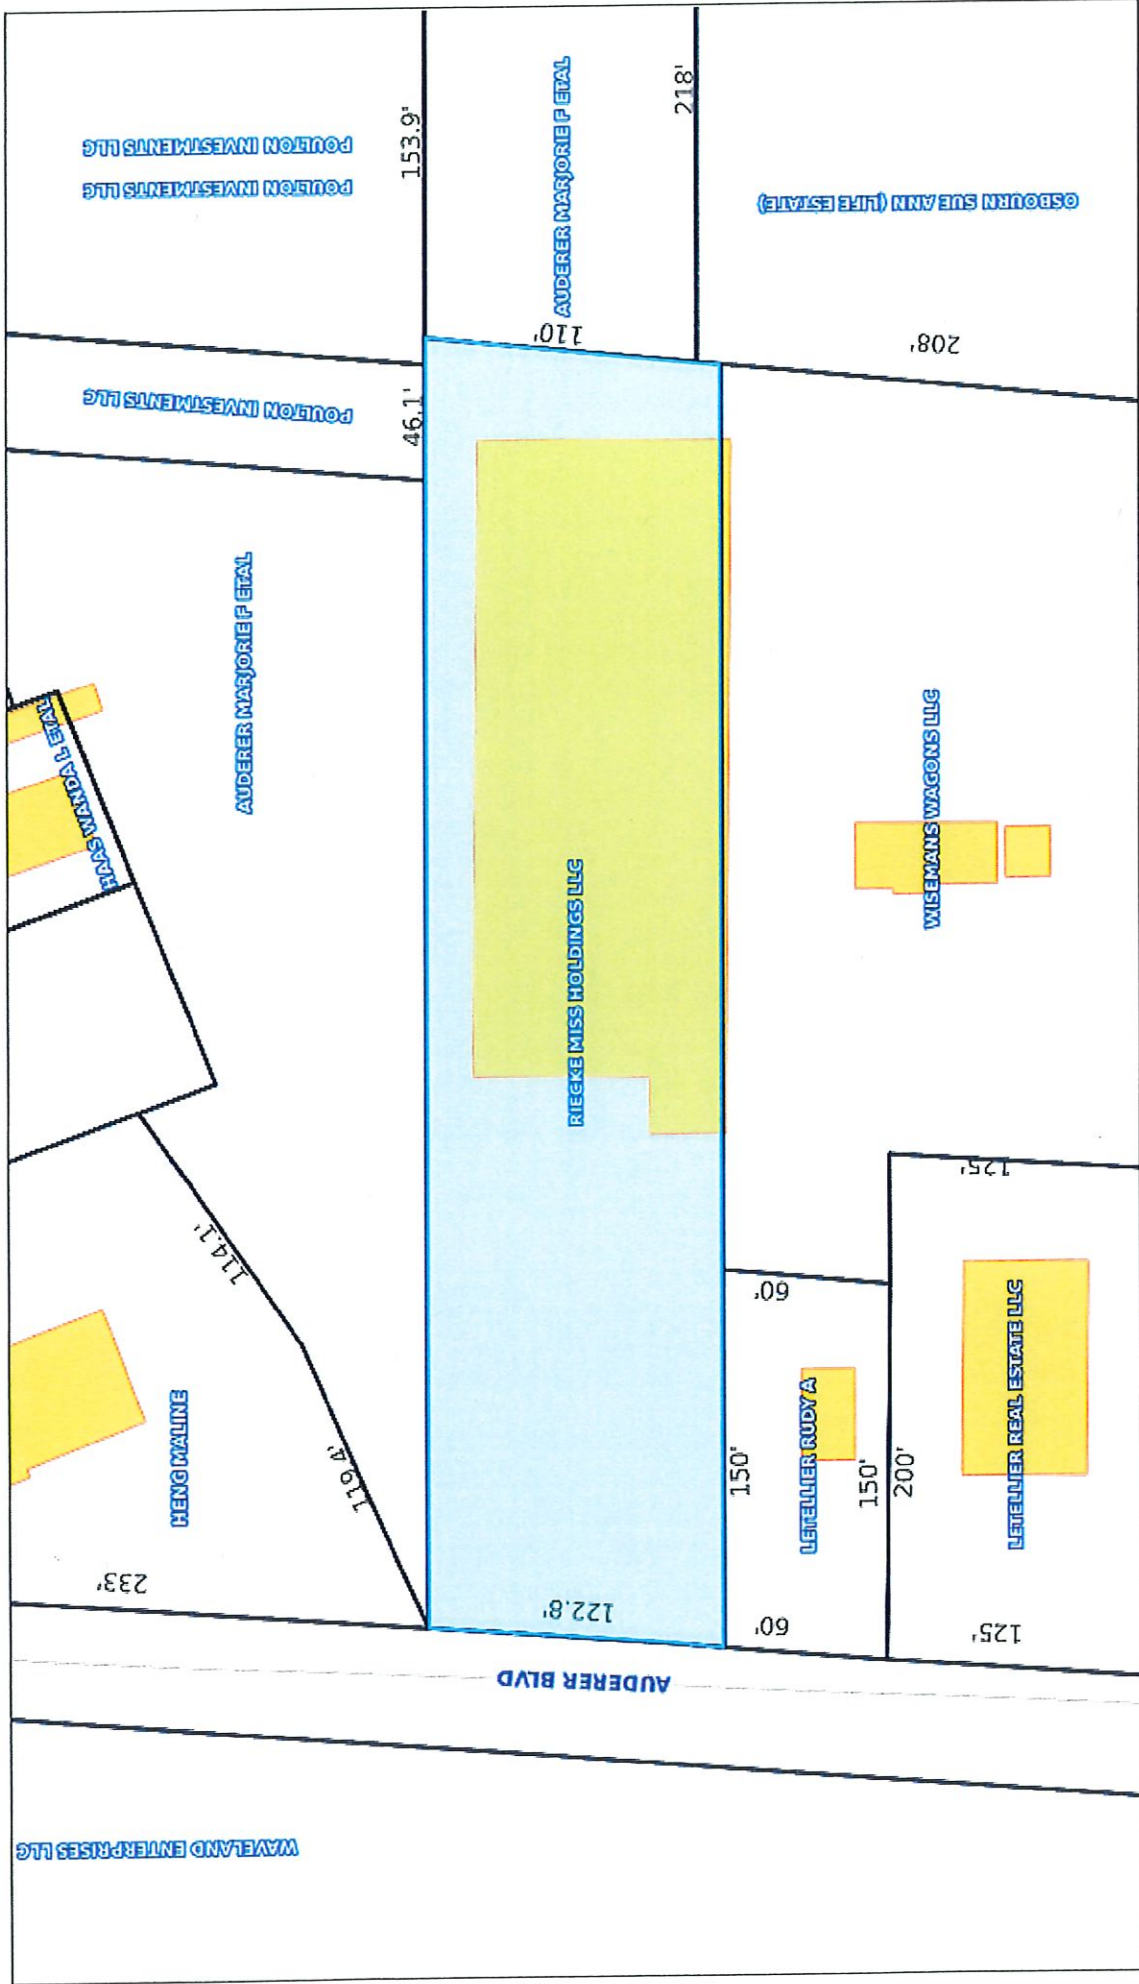 POULTON INVESTMENTS LLC
POULTON INVESTMENTS LLC
153.9'
AUDERER MARJORIE F ETAL
218'
OSBOURN SUE ANN (LIFE ESTATE)
POULTON INVESTMENTS LLC
46.1'
110'
208'
AUDERER MARJORIE F ETAL
HAAS WANDA L ETAL
RIECKE MISS HOLDINGS LLC
WISEMANS WAGONS LLC
125'
114.1'
119.4'
HENG MALINE
233'
122.8'
60'
150'
LETELLIER RUDY A
150'
200'
60'
LETELLIER REAL ESTATE LLC
125'
AUDERER BLVD
WAVELAND ENTERPRISES LLC